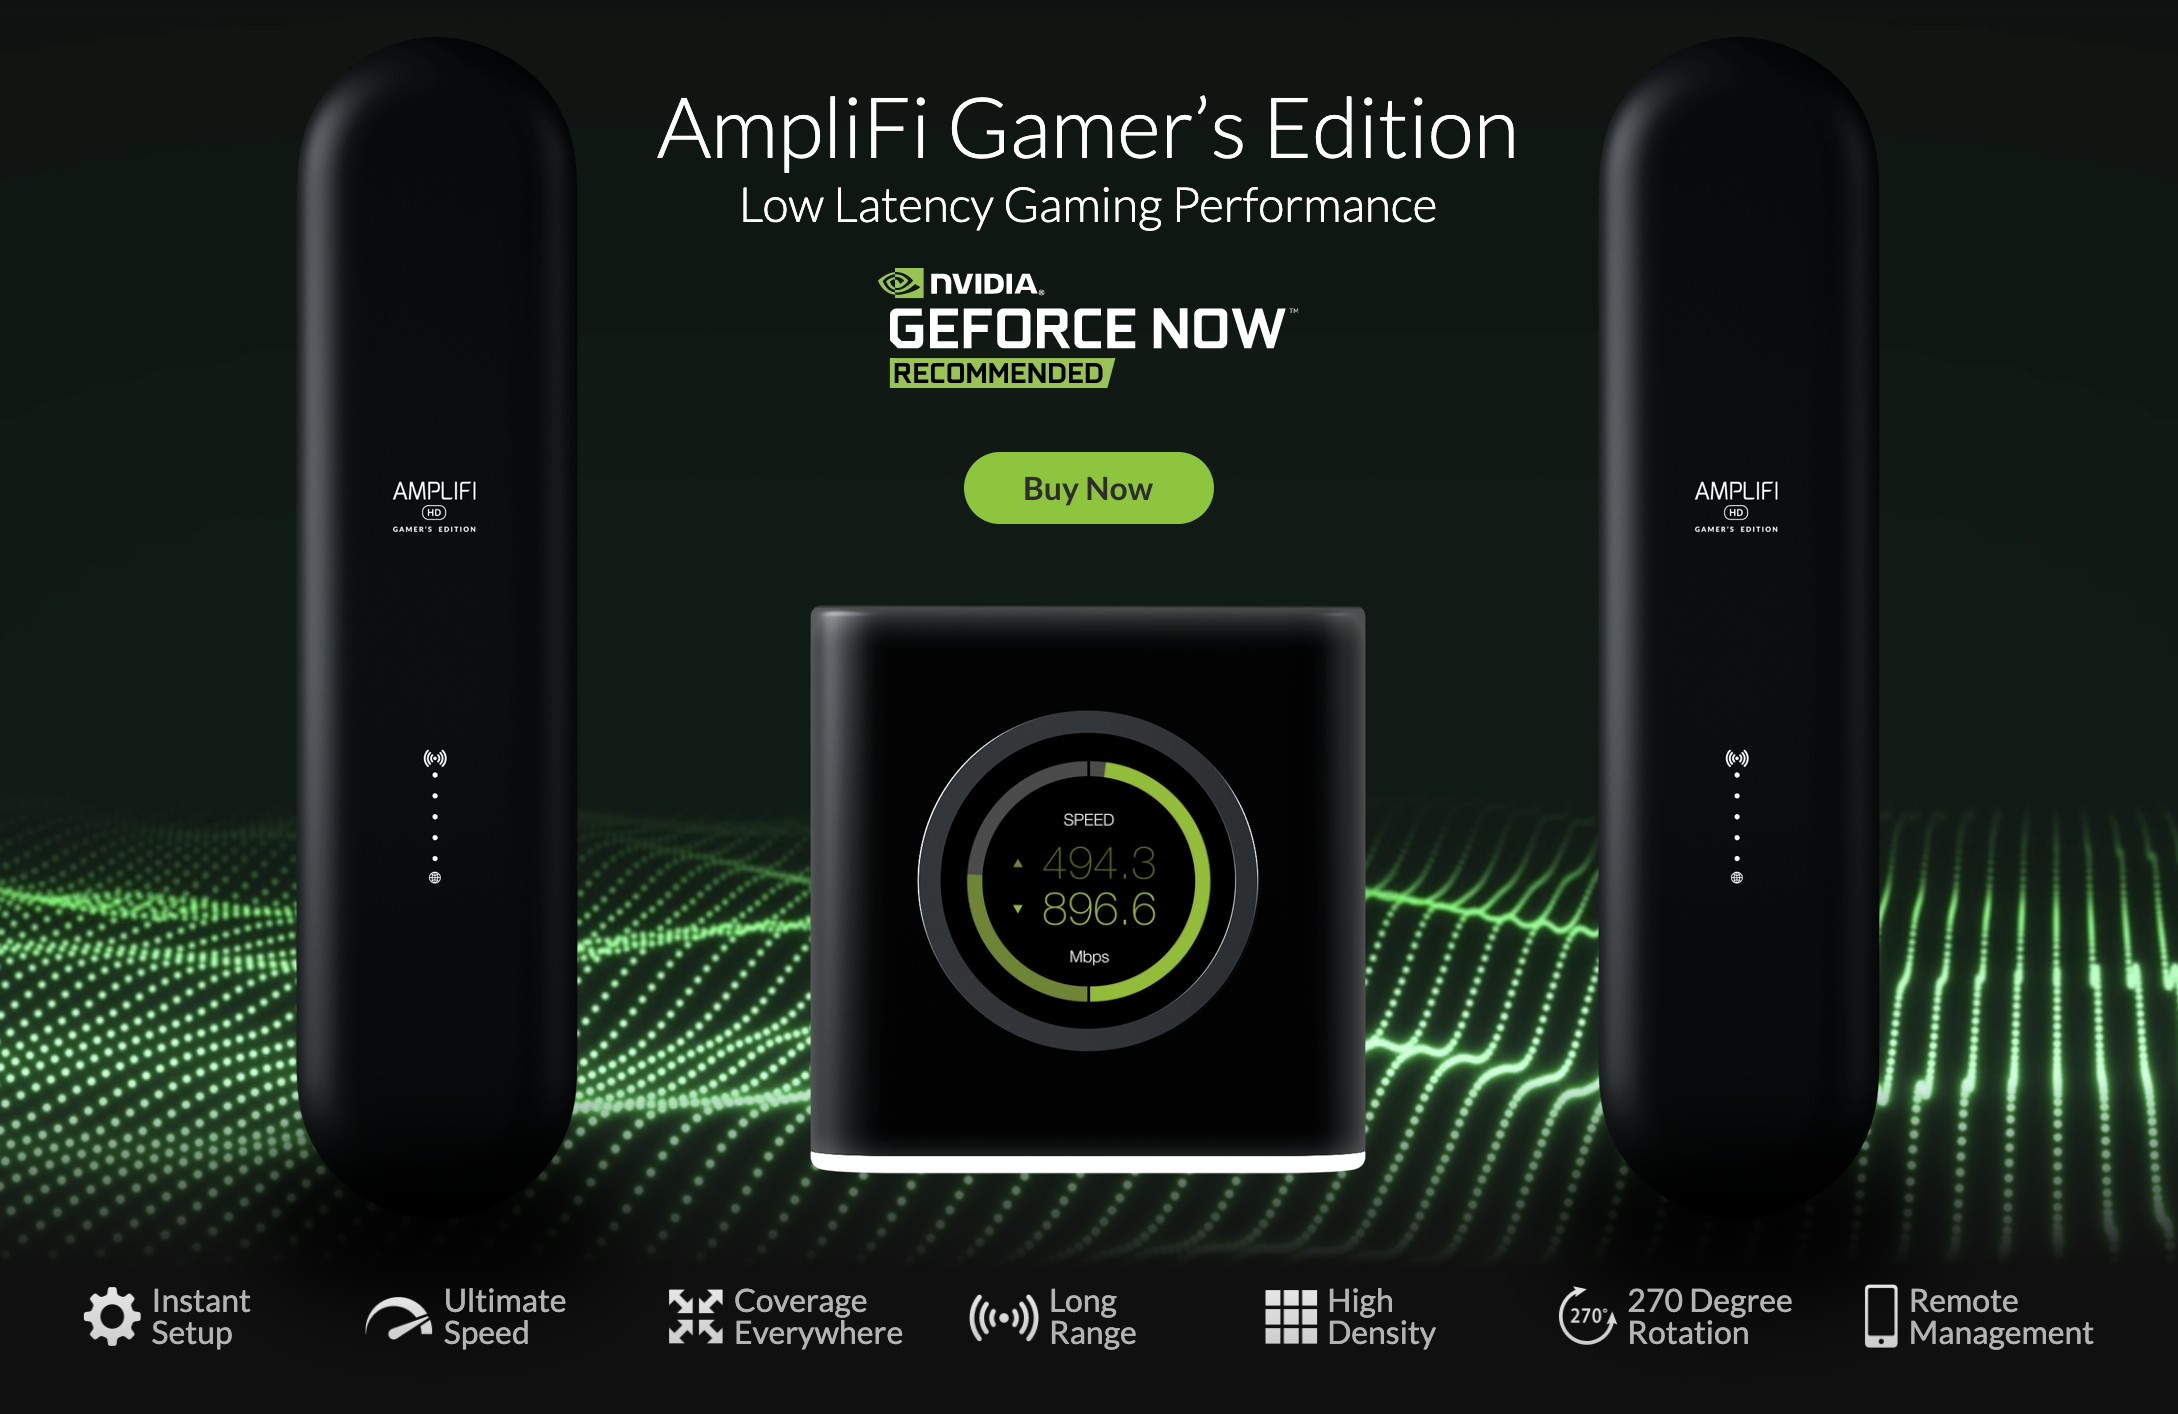 AmpliFi Gamer’s Edition
Low Latency Gaming Performance
NVIDIA®
GEFORCE NOW™
RECOMMENDED
Buy Now
AMPLIFI
HD
GAMER'S EDITION
AMPLIFI
HD
GAMER'S EDITION
SPEED
▲ 494.3
▼ 896.6
Mbps
Instant
Setup
Ultimate
Speed
Coverage
Everywhere
Long
Range
High
Density
270°
270 Degree
Rotation
Remote
Management